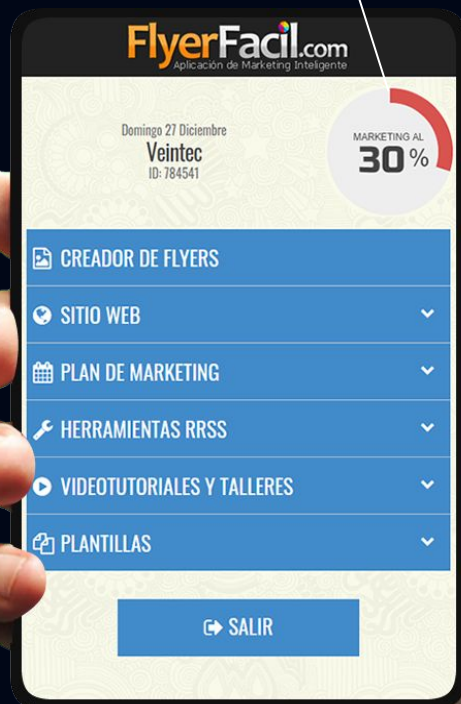 FlyerFacil.com
Aplicación de Marketing Inteligente
Domingo 27 Diciembre
Veintec
ID: 784541
MARKETING AL
30%
CREADOR DE FLYERS
SITIO WEB
PLAN DE MARKETING
HERRAMIENTAS RRSS
VIDEOTUTORIALES Y TALLERES
PLANTILLAS
SALIR